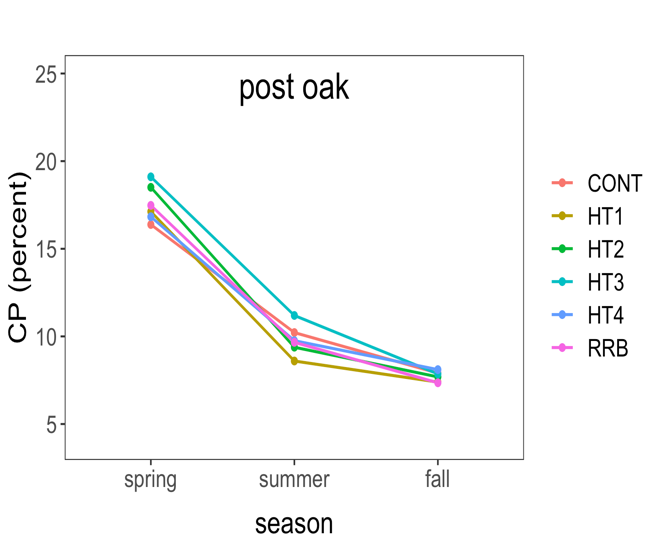 post oak
25
20
15
10
5
CP (percent)
spring summer fall
season
CONT
HT1
HT2
HT3
HT4
RRB